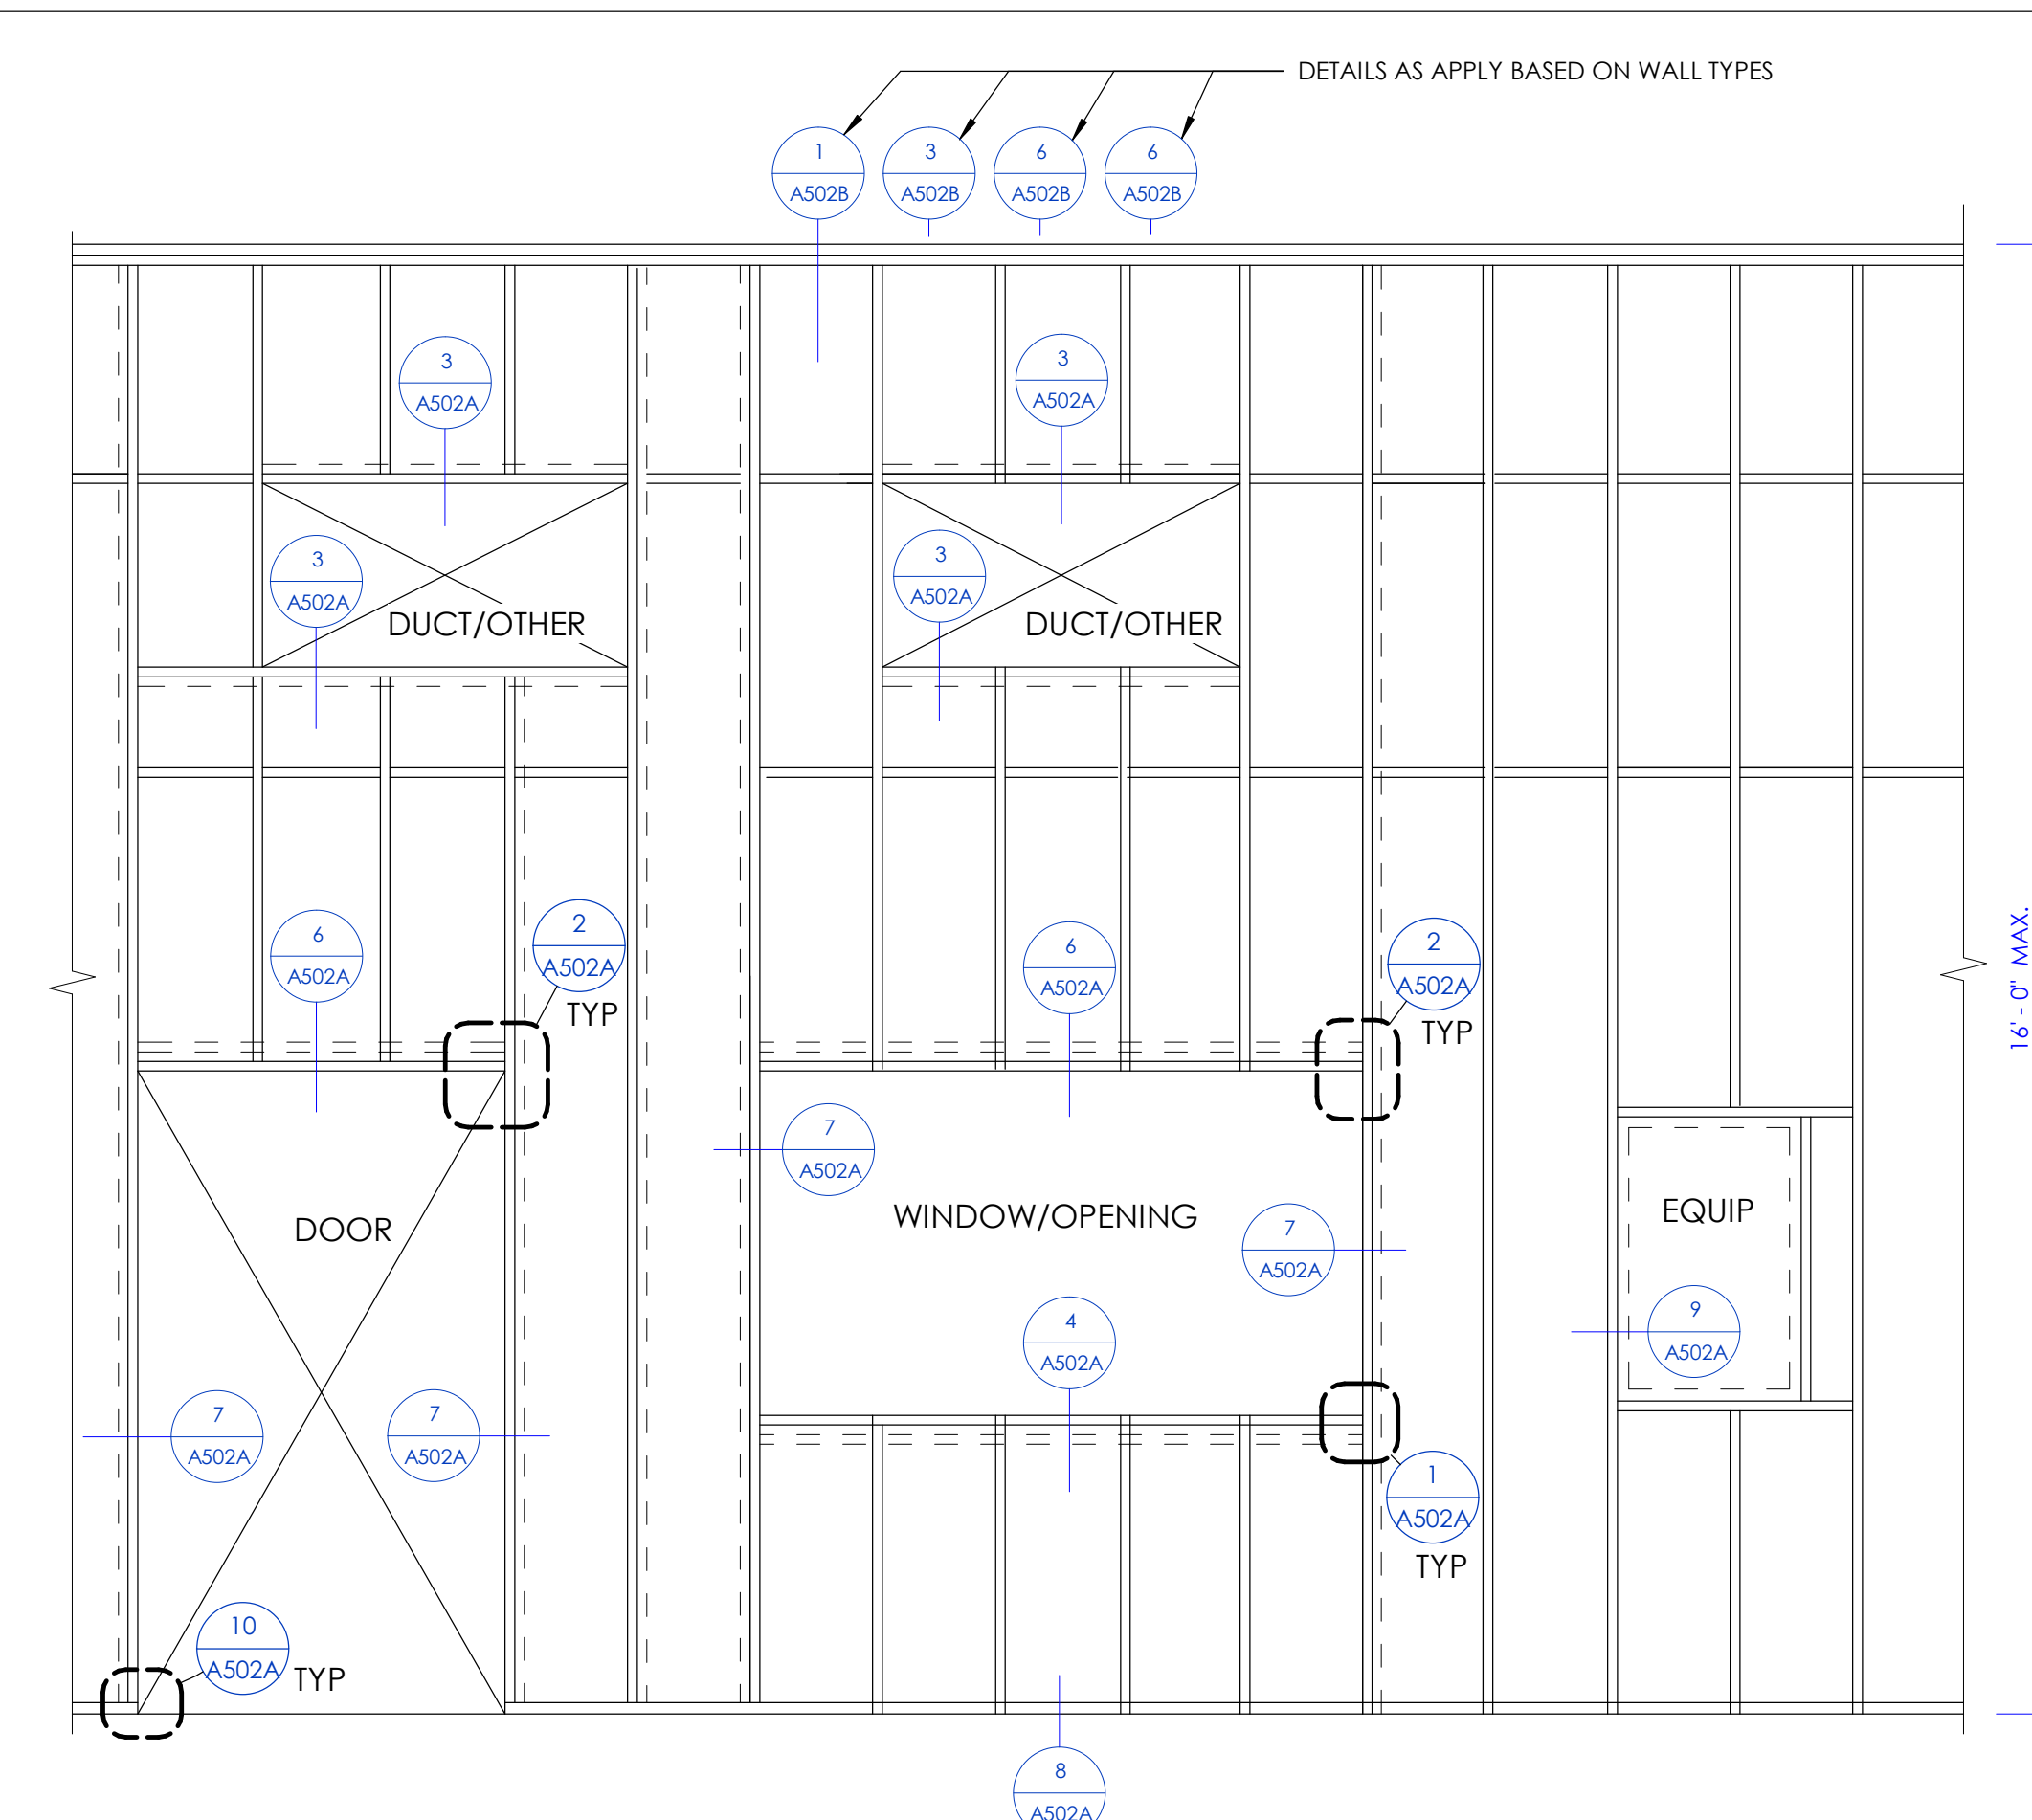 DETAILS AS APPLY BASED ON WALL TYPES
1
A502B
3
A502B
6
A502B
6
A502B
3
A502A
3
A502A
3
A502A
3
A502A
DUCT/OTHER
DUCT/OTHER
6
A502A
2
A502A
TYP
6
A502A
2
A502A
TYP
16' - 0" MAX.
7
A502A
DOOR
WINDOW/OPENING
EQUIP
7
A502A
4
A502A
9
A502A
7
A502A
7
A502A
1
A502A
TYP
10
A502A
TYP
8
A502A